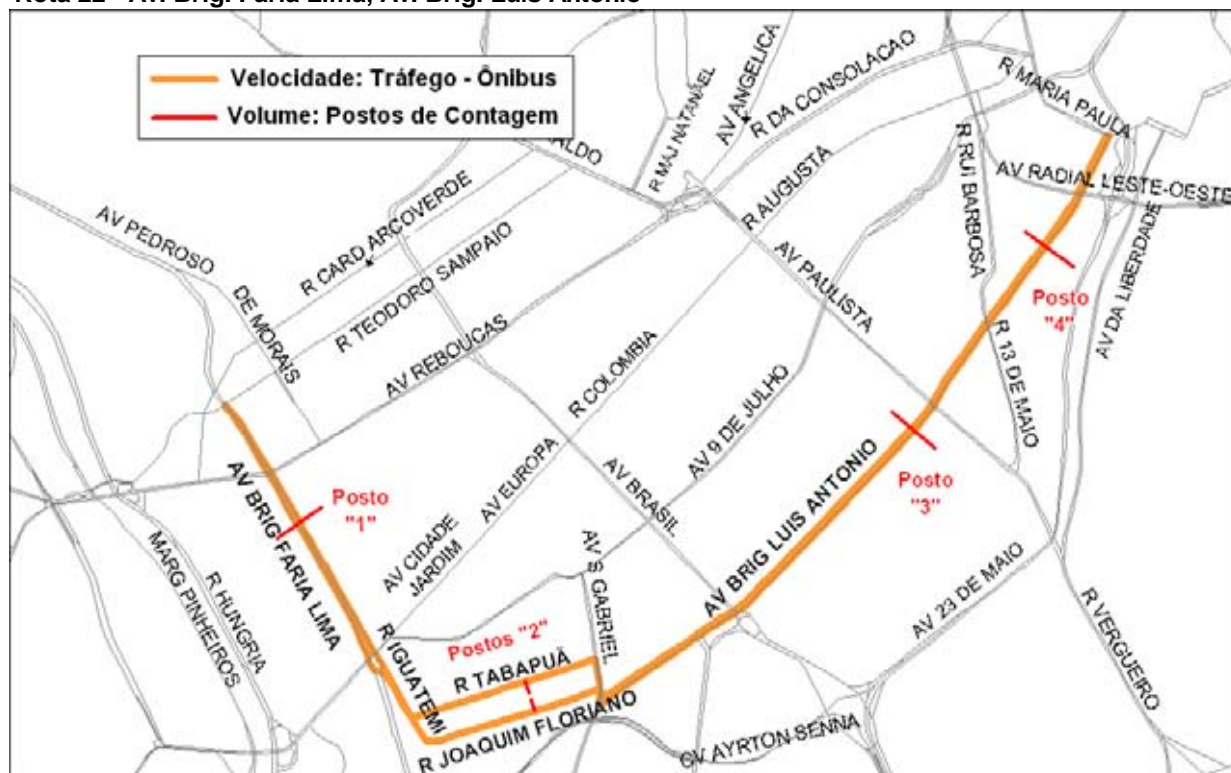 Rota 22 - Av. Brig. Faria Lima, Av. Brig. Luis Antonio
Velocidade: Tráfego - Ônibus
Volume: Postos de Contagem
R MAJ NATANAEL
AV ANGELICA
R DA CONSOLACAO
R MARIA PAULA
ALDO
R AUGUSTA
R RUI BARBOSA
AV RADIAL LESTE-OESTE
AV PEDROSO
DE MORAIS
R CARD ARCOVERDE
R TEODORO SAMPAIO
AV REBOUCAS
AV PAULISTA
Posto
"4"
AV DA LIBERDADE
R 13 DE MAIO
R COLOMBIA
AV 9 DE JULHO
AV EUROPA
AV BRASIL
AV BRIG LUIS ANTONIO
Posto
"3"
Posto
"1"
AV BRIG FARIA LIMA
MARG PINHEIROS
R HUNGRIA
AV CIDADE
JARDIM
R IGUATEMI
Postos "2"
R TABAPUÃ
AV S GABRIEL
R JOAQUIM FLORIANO
AV 23 DE MAIO
R VERGUEIRO
CV AYRTON SENNA